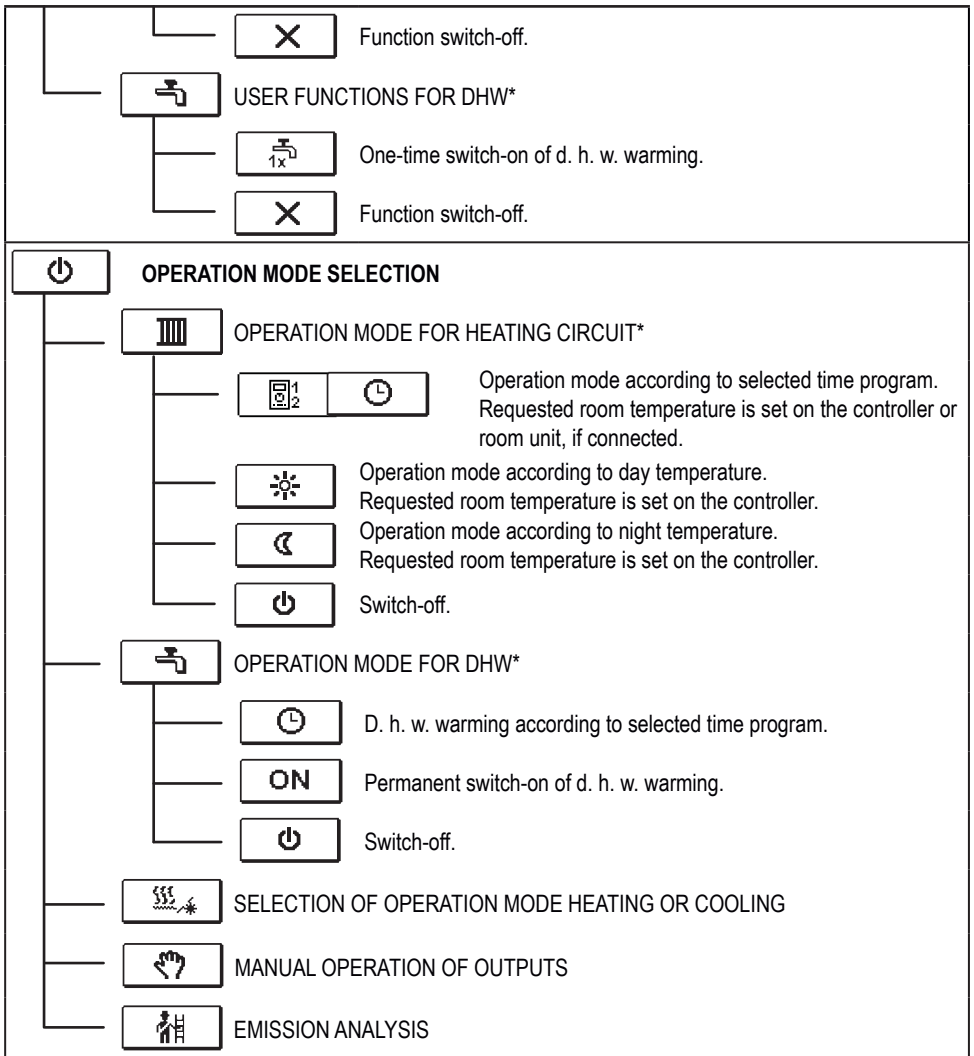 Function switch-off.
USER FUNCTIONS FOR DHW*
1x
One-time switch-on of d. h. w. warming.
Function switch-off.
OPERATION MODE SELECTION
OPERATION MODE FOR HEATING CIRCUIT*
1
2
Operation mode according to selected time program.
Requested room temperature is set on the controller or
room unit, if connected.
Operation mode according to day temperature.
Requested room temperature is set on the controller.
Operation mode according to night temperature.
Requested room temperature is set on the controller.
Switch-off.
OPERATION MODE FOR DHW*
D. h. w. warming according to selected time program.
ON
Permanent switch-on of d. h. w. warming.
Switch-off.
SELECTION OF OPERATION MODE HEATING OR COOLING
MANUAL OPERATION OF OUTPUTS
EMISSION ANALYSIS